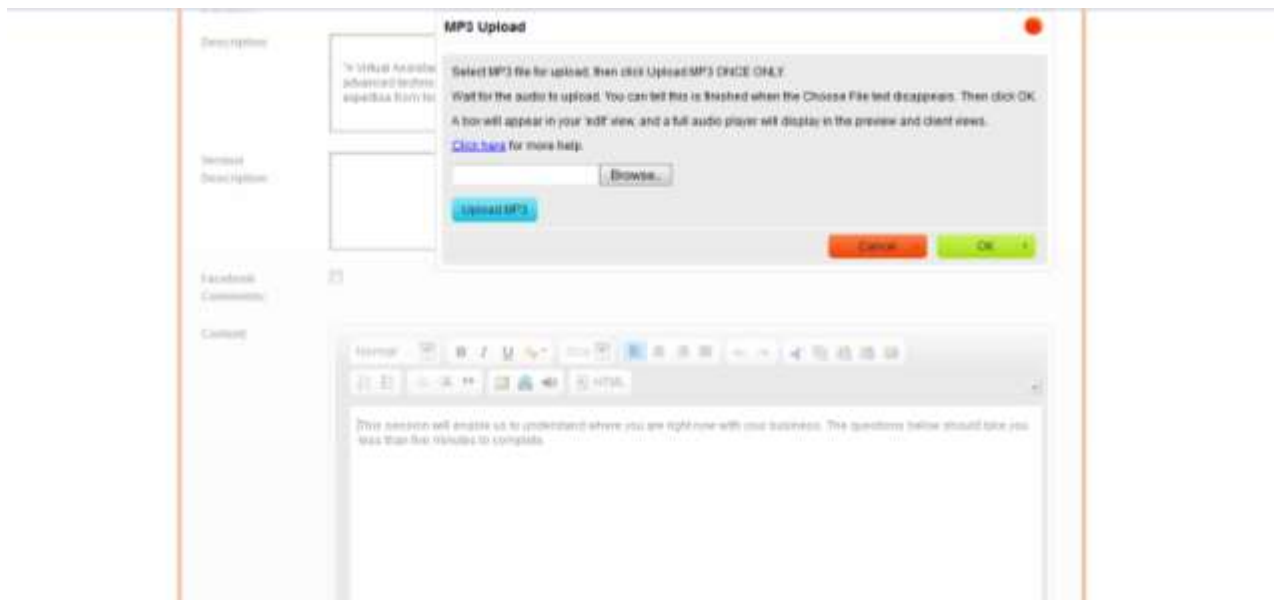 MP3 Upload
Description
Select MP3 file for upload, then click Upload MP3 ONCE ONLY.
Wait for the audio to upload. You can tell this is finished when the Choose File text disappears. Then click OK.
A box will appear in your 'edit' view, and a full audio player will display in the preview and client views.
Click here for more help.
Browse...
Upload MP3
Cancel
OK
Version
Description
Facebook
Comments:
Content
Normal
B I U
HTML
This session will enable us to understand where you are right now with your business. The questions below should take you
less than five minutes to complete.